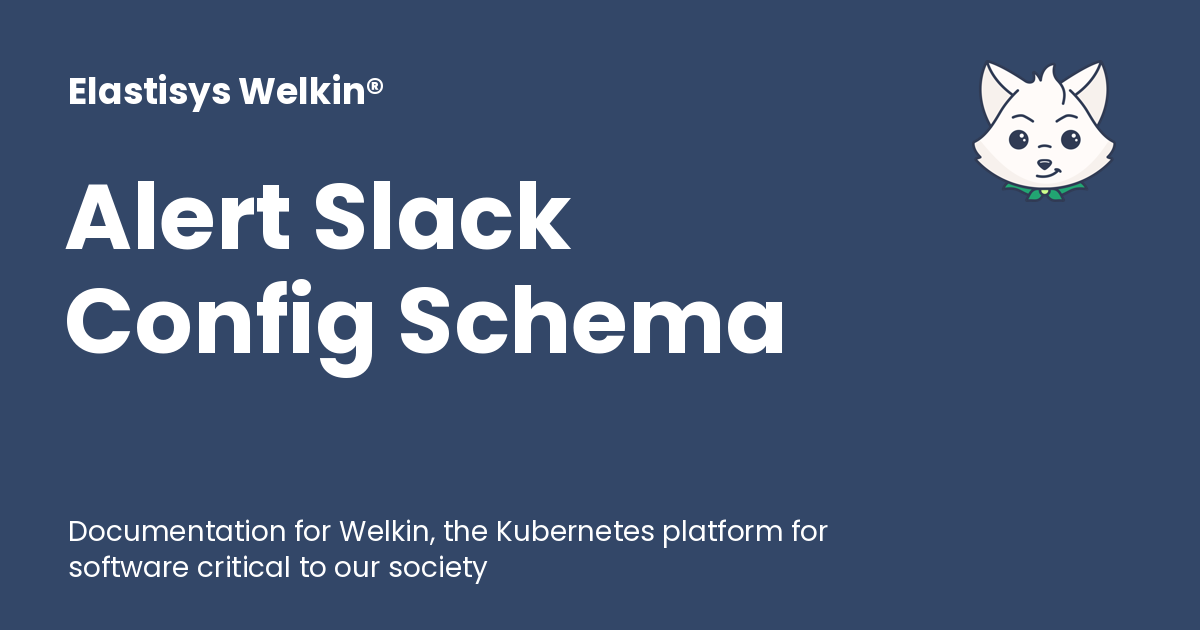 Elastisys Welkin®
Alert Slack
Config Schema
Documentation for Welkin, the Kubernetes platform for
software critical to our society